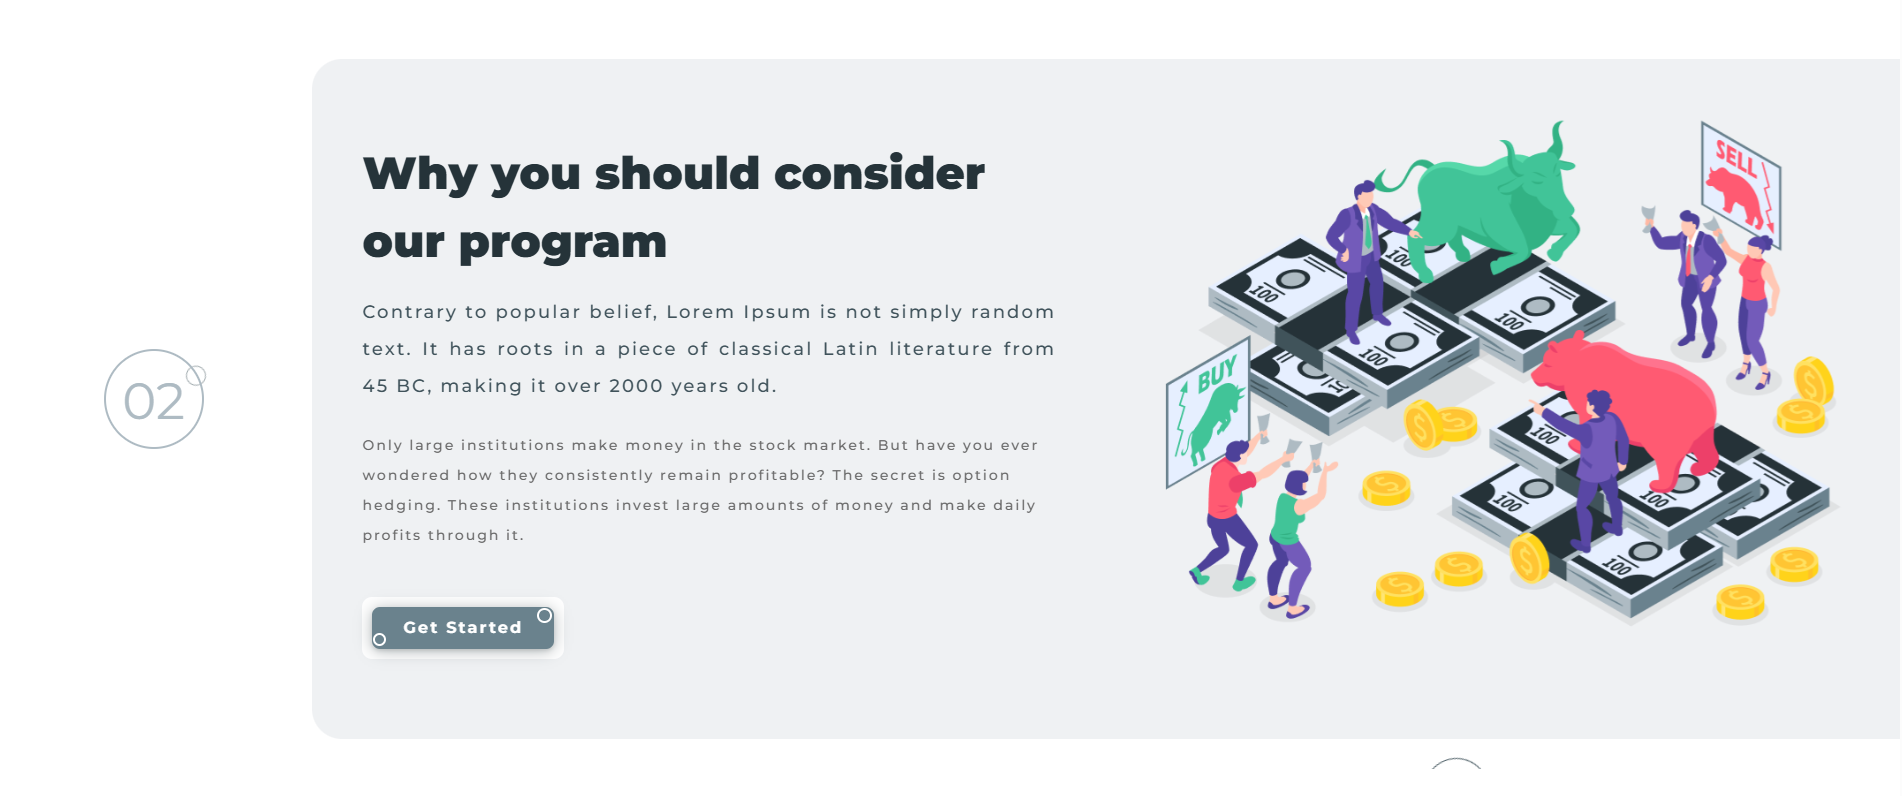 02
Why you should consider
our program
Contrary to popular belief, Lorem Ipsum is not simply random
text. It has roots in a piece of classical Latin literature from
45 BC, making it over 2000 years old.
Only large institutions make money in the stock market. But have you ever
wondered how they consistently remain profitable? The secret is option
hedging. These institutions invest large amounts of money and make daily
profits through it.
Get Started
SELL
BUY
100
100
100
100
100
100
100
100